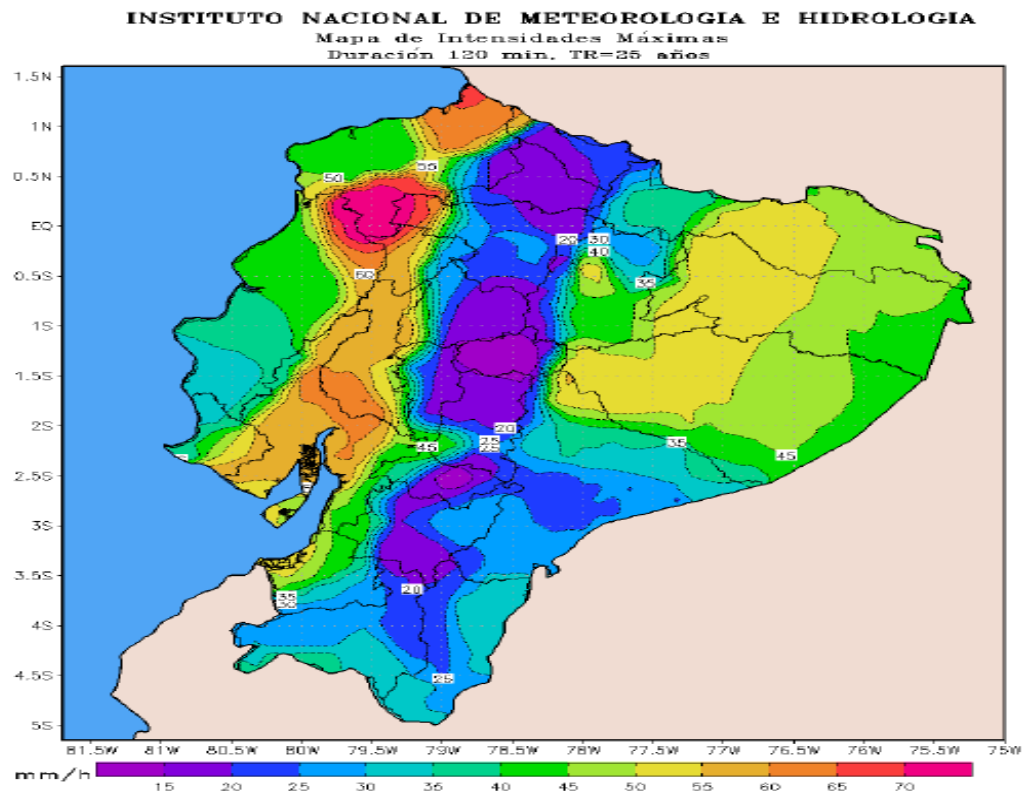 INSTITUTO NACIONAL DE METEOROLOGIA E HIDROLOGIA
Mapa de Intensidades Máximas
Duración 120 min, TR=25 años
1.5N
1N
0.5N
EQ
0.5S
1S
1.5S
2S
2.5S
3S
3.5S
4S
4.5S
5S
55
50
20 30
40
60
35
20
25
25
45
35
45
35
30
20
25
81.5W 81W 80.5W 80W 79.5W 79W 78.5W 78W 77.5W 77W 76.5W 76W 75.5W 75W
mm/h
15 20 25 30 35 40 45 50 55 60 65 70